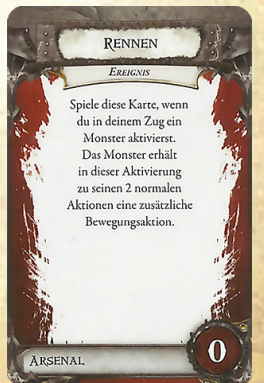 RENNEN
EREIGNIS
Spiele diese Karte, wenn
du in deinem Zug ein
Monster aktivierst.
Das Monster erhält
in dieser Aktivierung
zu seinen 2 normalen
Aktionen eine zusätzliche
Bewegungsaktion.
ARSENAL
0